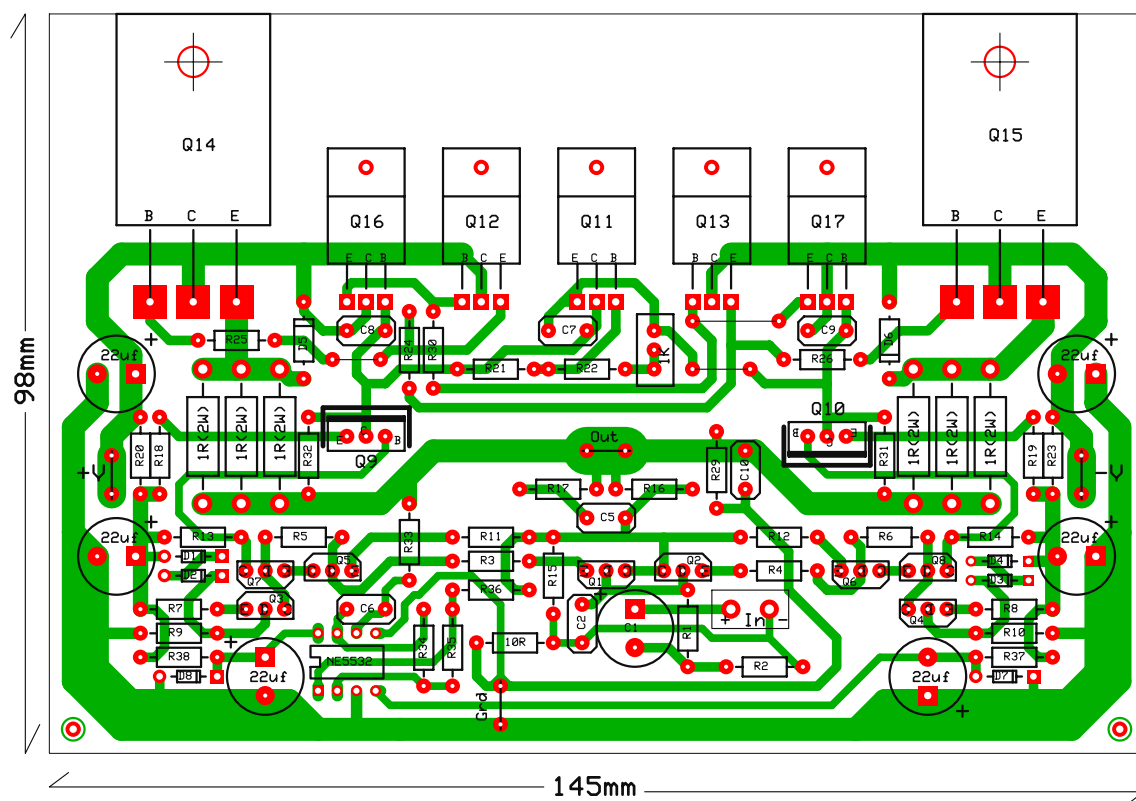 Q14
Q15
B C E
B C E
Q16
Q12
Q11
Q13
Q17
E C B
B C E
E C B
B C E
E C B
98mm
R25
D5
C8
R24
R30
C7
1K
C9
D6
R26
R21
R22
22uf +
22uf +
1R(2W)
1R(2W)
1R(2W)
1R(2W)
1R(2W)
1R(2W)
Q9
E C B
Q10
B C E
Out
R20
R18
R32
R29
C10
R31
R19
R23
+V
-V
R17
R16
C5
22uf +
22uf +
R13
R5
R33
R11
R12
R6
R14
D1
D2
Q7
Q5
R3
R15
Q1
Q2
R4
Q6
Q8
D4
D3
R36
R7
Q3
C6
C2
C1 +
R1
+ In -
Q4
R8
R9
R34
R35
10R
R10
R38
NE5532
R2
R37
D8
22uf +
Grd
22uf +
D7
145mm